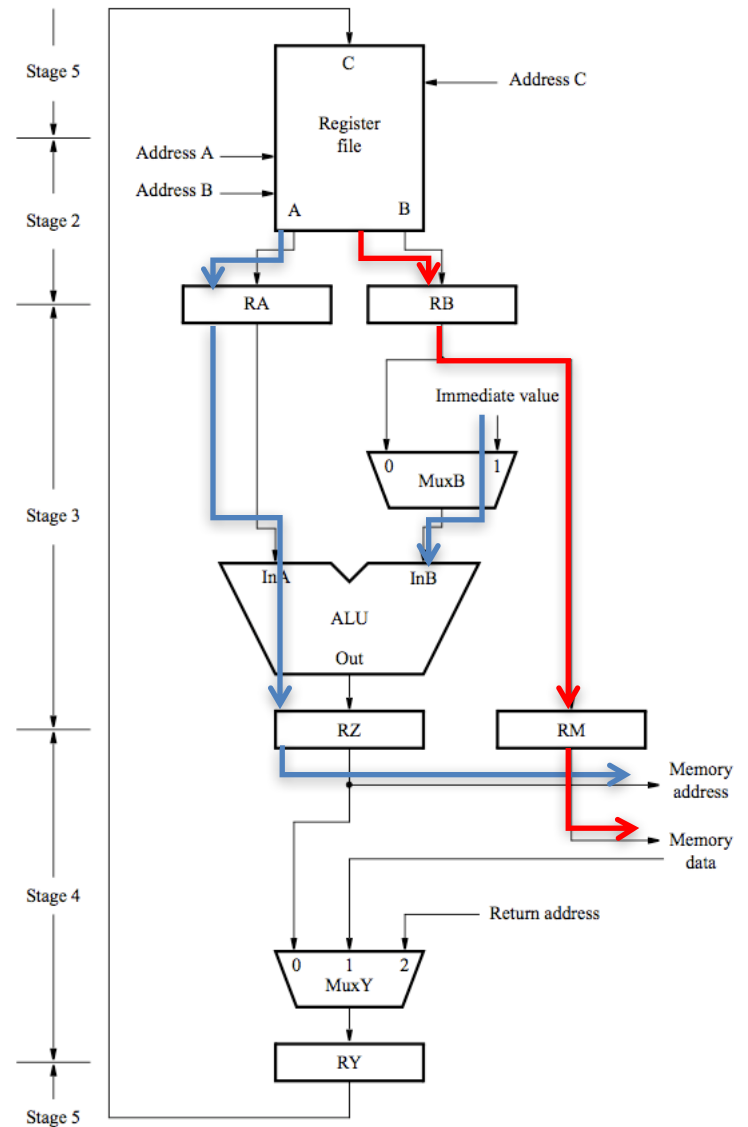 Stage 5
C
Address C
Register
file
Address A
Address B
A
B
Stage 2
RA
RB
Immediate value
0
1
MuxB
Stage 3
InA
InB
ALU
Out
RZ
RM
Memory
address
Memory
data
Stage 4
Return address
0
1
2
MuxY
RY
Stage 5